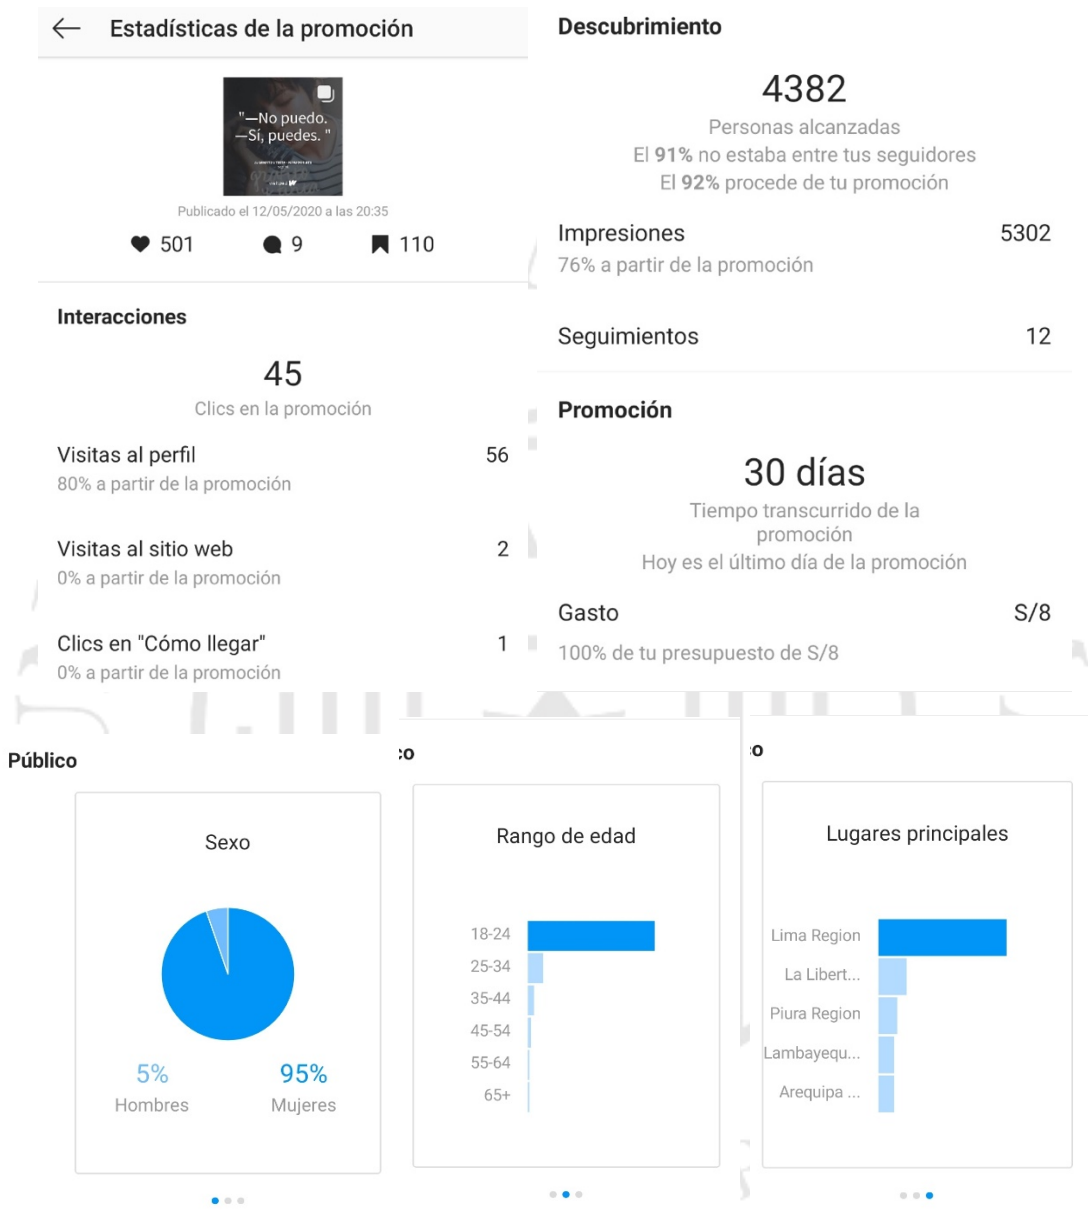 Estadísticas de la promoción
"—No puedo.
—Sí, puedes. "
Publicado el 12/05/2020 a las 20:35
501 9 110
Interacciones
45
Clics en la promoción
Visitas al perfil 56
80% a partir de la promoción
Visitas al sitio web 2
0% a partir de la promoción
Clics en "Cómo llegar" 1
0% a partir de la promoción
Descubrimiento
4382
Personas alcanzadas
El 91% no estaba entre tus seguidores
El 92% procede de tu promoción
Impresiones 5302
76% a partir de la promoción
Seguimientos 12
Promoción
30 días
Tiempo transcurrido de la
promoción
Hoy es el último día de la promoción
Gasto S/8
100% de tu presupuesto de S/8
Público
Sexo
5% 95%
Hombres Mujeres
co
Rango de edad
18-24
25-34
35-44
45-54
55-64
65+
o
Lugares principales
Lima Region
La Libert...
Piura Region
Lambayequ...
Arequipa ...